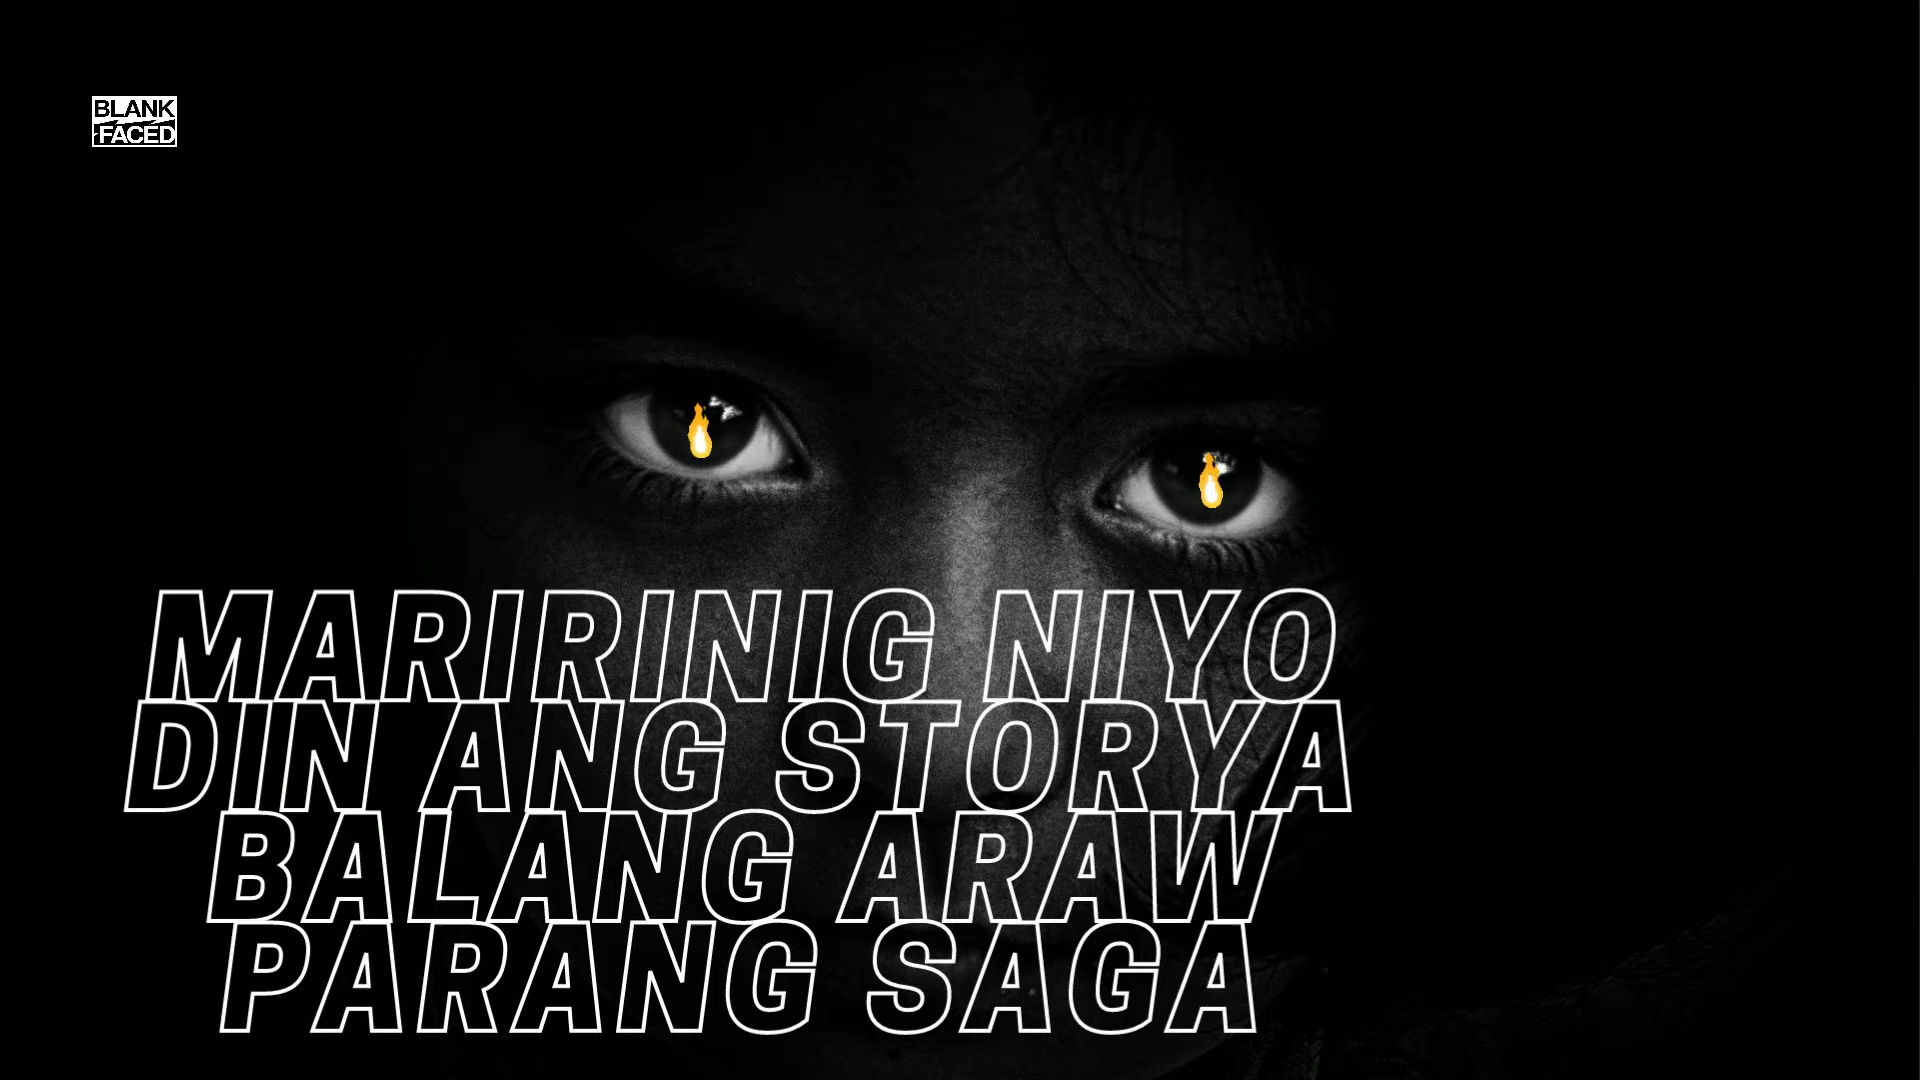 BLANK
FACED
MARIRINIG NIYO
DIN ANG STORYA
BALANG ARAW
PARANG SAGA